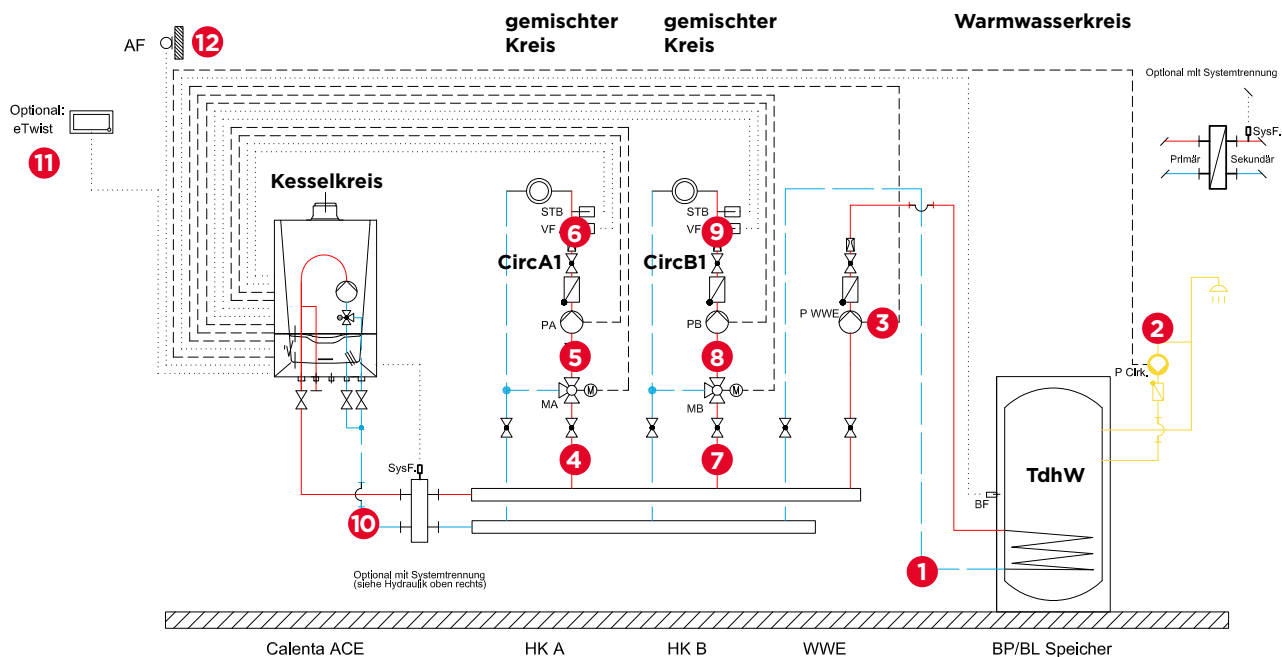 gemischter
Kreis
gemischter
Kreis
Warmwasserkreis
AF
12
Optional mit Systemtrennung
Optional:
eTwist
11
SysF.
Primär
Sekundär
Kesselkreis
STB
VF
6
STB
VF
9
CircA1
CircB1
PA
PB
P WWE
3
2
P Cirk.
5
8
MA
M
MB
M
4
7
SysF.
10
TdhW
BF
1
Optional mit Systemtrennung
(siehe Hydraulik oben rechts)
Calenta ACE
HK A
HK B
WWE
BP/BL Speicher